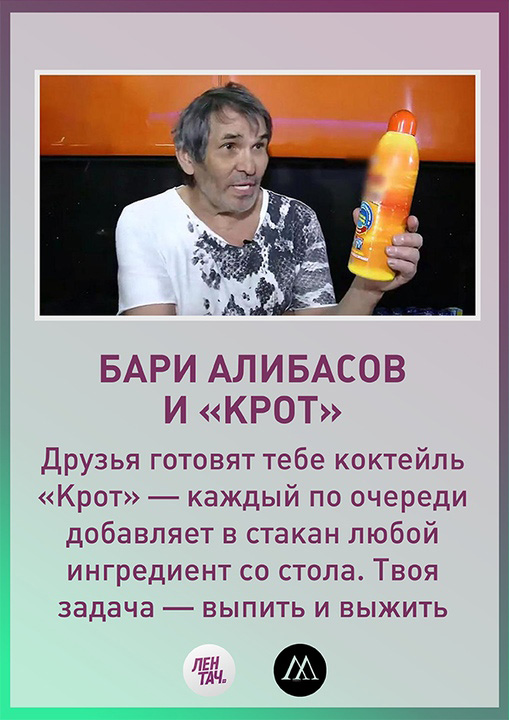 БАРИ АЛИБАСОВ
И «КРОТ»
Друзья готовят тебе коктейль
«Крот» — каждый по очереди
добавляет в стакан любой
ингредиент со стола. Твоя
задача — выпить и выжить
ЛЕН
ТАЧ